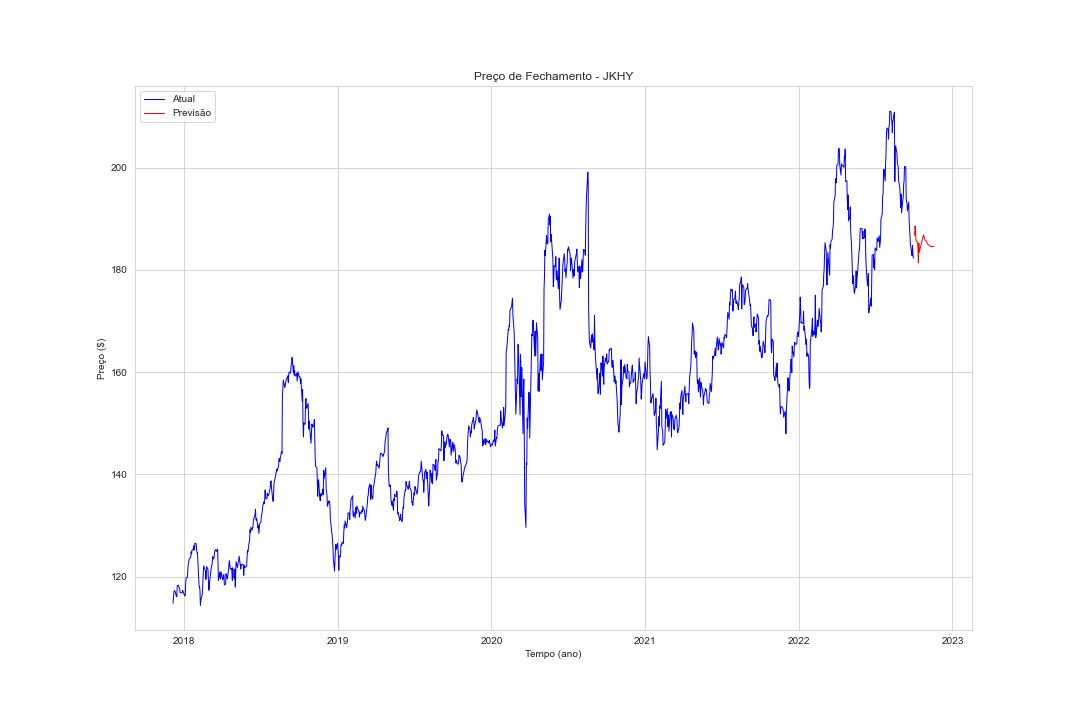 Preço de Fechamento - JKHY
Atual
Previsão
200
180
160
140
120
Preço ($)
2018 2019 2020 2021 2022 2023
Tempo (ano)